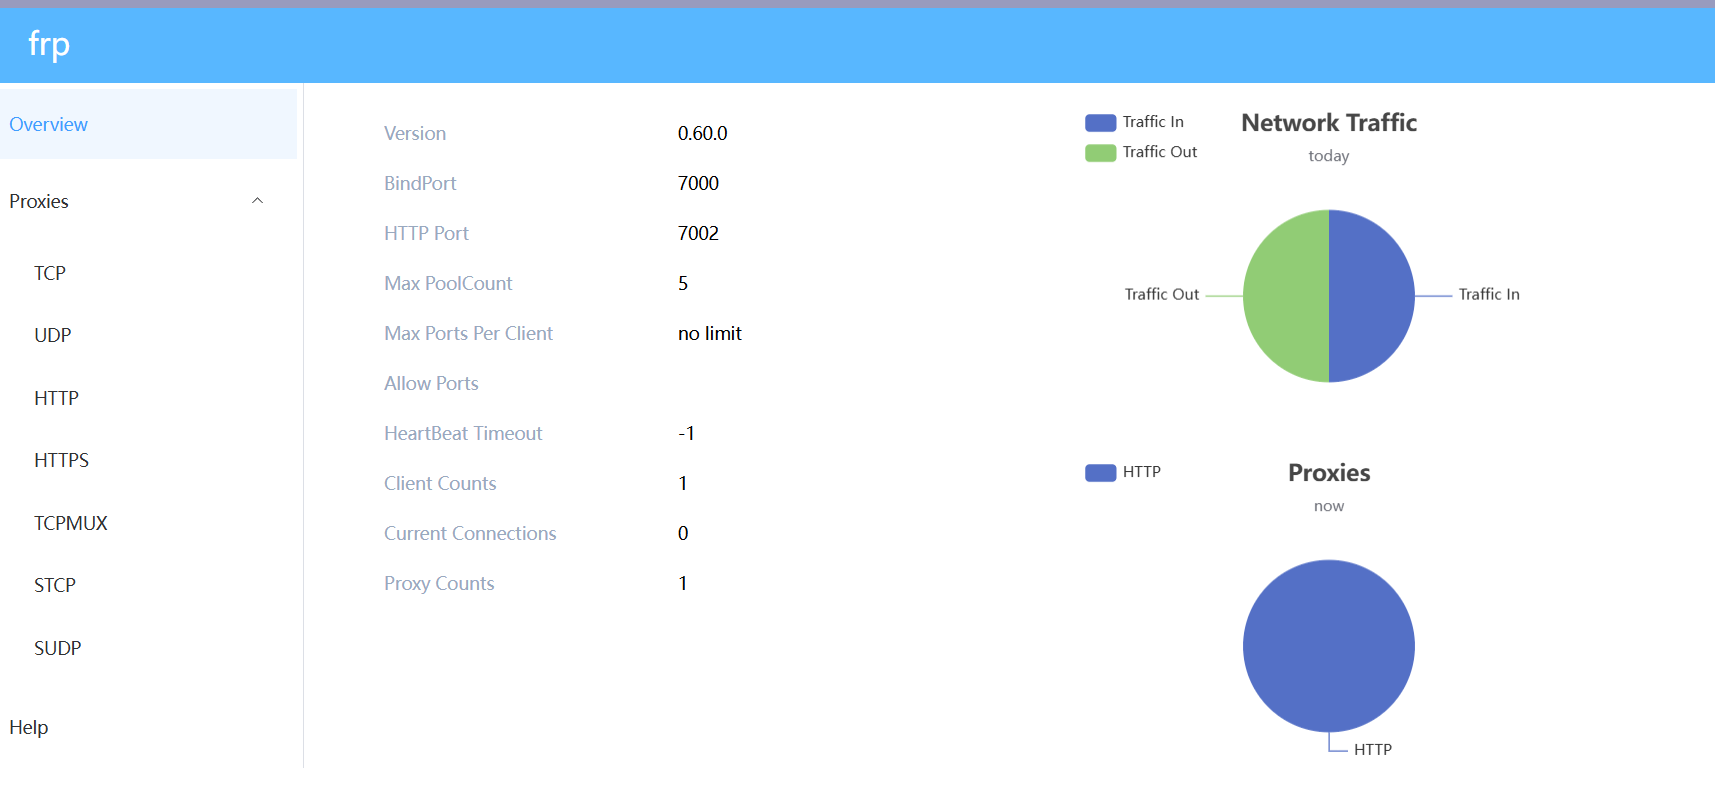 frp
Overview
Proxies
TCP
UDP
HTTP
HTTPS
TCPMUX
STCP
SUDP
Help
Version 0.60.0
BindPort 7000
HTTP Port 7002
Max PoolCount 5
Max Ports Per Client no limit
Allow Ports
HeartBeat Timeout -1
Client Counts 1
Current Connections 0
Proxy Counts 1
Traffic In
Traffic Out
Network Traffic
today
Traffic Out
Traffic In
HTTP
Proxies
now
HTTP